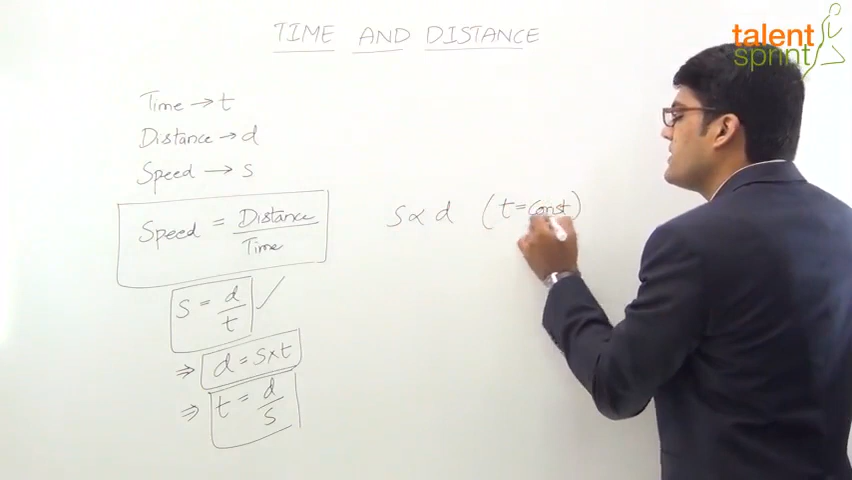 TIME AND DISTANCE
talent
sprint
Time → t
Distance → d
Speed → s
Speed = Distance / Time
S ∝ d (t = const)
S = d / t ✓
⇒ d = S × t
⇒ t = d / S